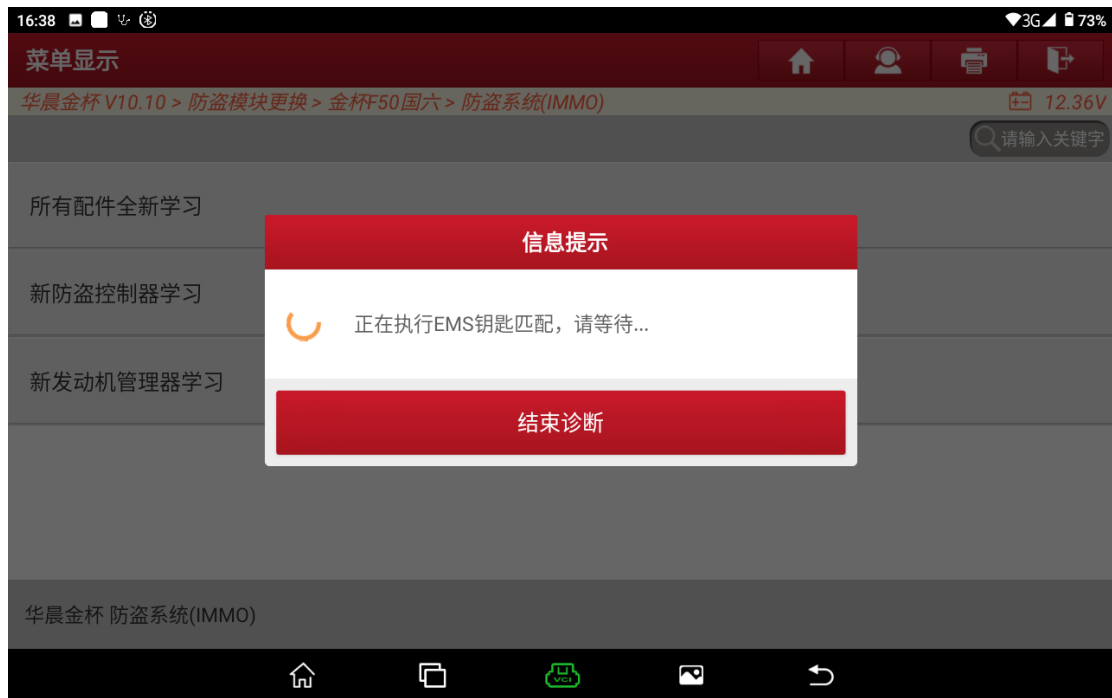 16:38 3G 73%
菜单显示
华晨金杯 V10.10 > 防盗模块更换 > 金杯F50国六 > 防盗系统(IMMO) 12.36V
请输入关键字
所有配件全新学习
信息提示
新防盗控制器学习
正在执行EMS钥匙匹配，请等待...
新发动机管理器学习
结束诊断
华晨金杯 防盗系统(IMMO)
VCI